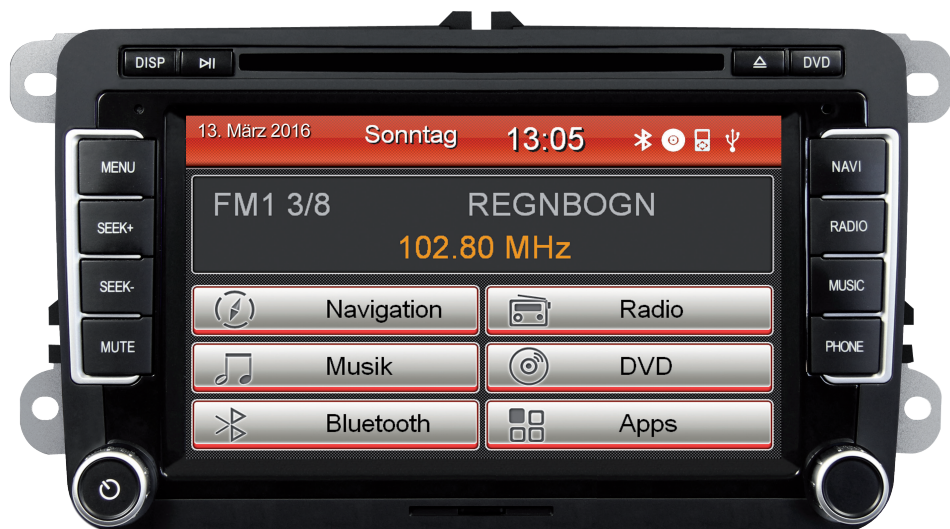 DISP
DVD
13. März 2016 Sonntag 13:05
MENU
NAVI
SEEK+
RADIO
FM1 3/8 REGNBOGN
102.80 MHz
SEEK-
MUSIC
Navigation Radio
MUTE
PHONE
Musik DVD
Bluetooth Apps